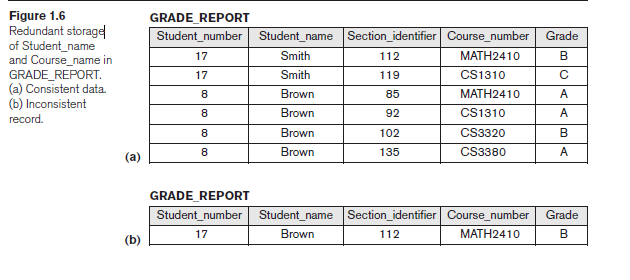 Figure 1.6
Redundant storage
of Student_name
and Course_name in
GRADE_REPORT.
(a) Consistent data.
(b) Inconsistent
record.
GRADE_REPORT
Student_number Student_name Section_identifier Course_number Grade
17 Smith 112 MATH2410 B
17 Smith 119 CS1310 C
8 Brown 85 MATH2410 A
8 Brown 92 CS1310 A
8 Brown 102 CS3320 B
8 Brown 135 CS3380 A
(a)
GRADE_REPORT
Student_number Student_name Section_identifier Course_number Grade
17 Brown 112 MATH2410 B
(b)